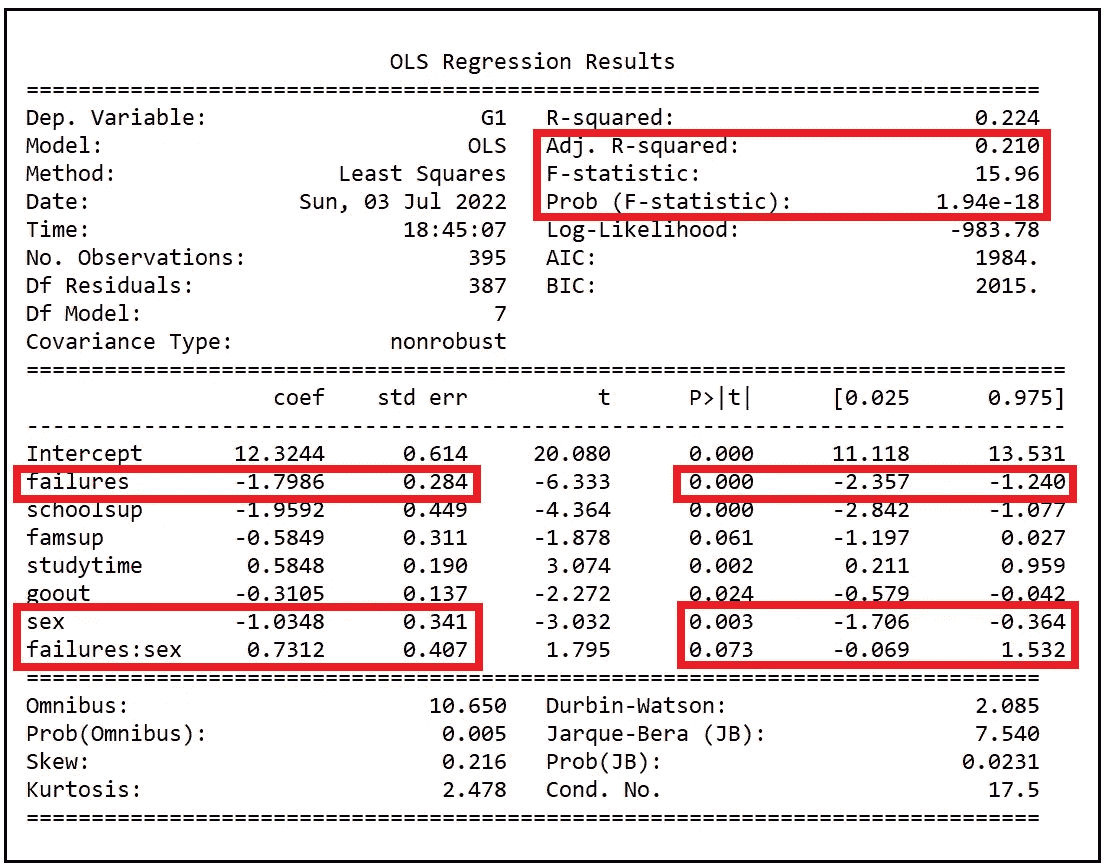 OLS Regression Results
==============================================================================
Dep. Variable: G1 R-squared: 0.224
Model: OLS Adj. R-squared: 0.210
Method: Least Squares F-statistic: 15.96
Date: Sun, 03 Jul 2022 Prob (F-statistic): 1.94e-18
Time: 18:45:07 Log-Likelihood: -983.78
No. Observations: 395 AIC: 1984.
Df Residuals: 387 BIC: 2015.
Df Model: 7
Covariance Type: nonrobust
================================================================================
coef std err t P>|t| [0.025 0.975]
--------------------------------------------------------------------------------
Intercept 12.3244 0.614 20.080 0.000 11.118 13.531
failures -1.7986 0.284 -6.333 0.000 -2.357 -1.240
schoolsup -1.9592 0.449 -4.364 0.000 -2.842 -1.077
famsup -0.5849 0.311 -1.878 0.061 -1.197 0.027
studytime 0.5848 0.190 3.074 0.002 0.211 0.959
goout -0.3105 0.137 -2.272 0.024 -0.579 -0.042
sex -1.0348 0.341 -3.032 0.003 -1.706 -0.364
failures:sex 0.7312 0.407 1.795 0.073 -0.069 1.532
==============================================================================
Omnibus: 10.650 Durbin-Watson: 2.085
Prob(Omnibus): 0.005 Jarque-Bera (JB): 7.540
Skew: 0.216 Prob(JB): 0.0231
Kurtosis: 2.478 Cond. No. 17.5
==============================================================================